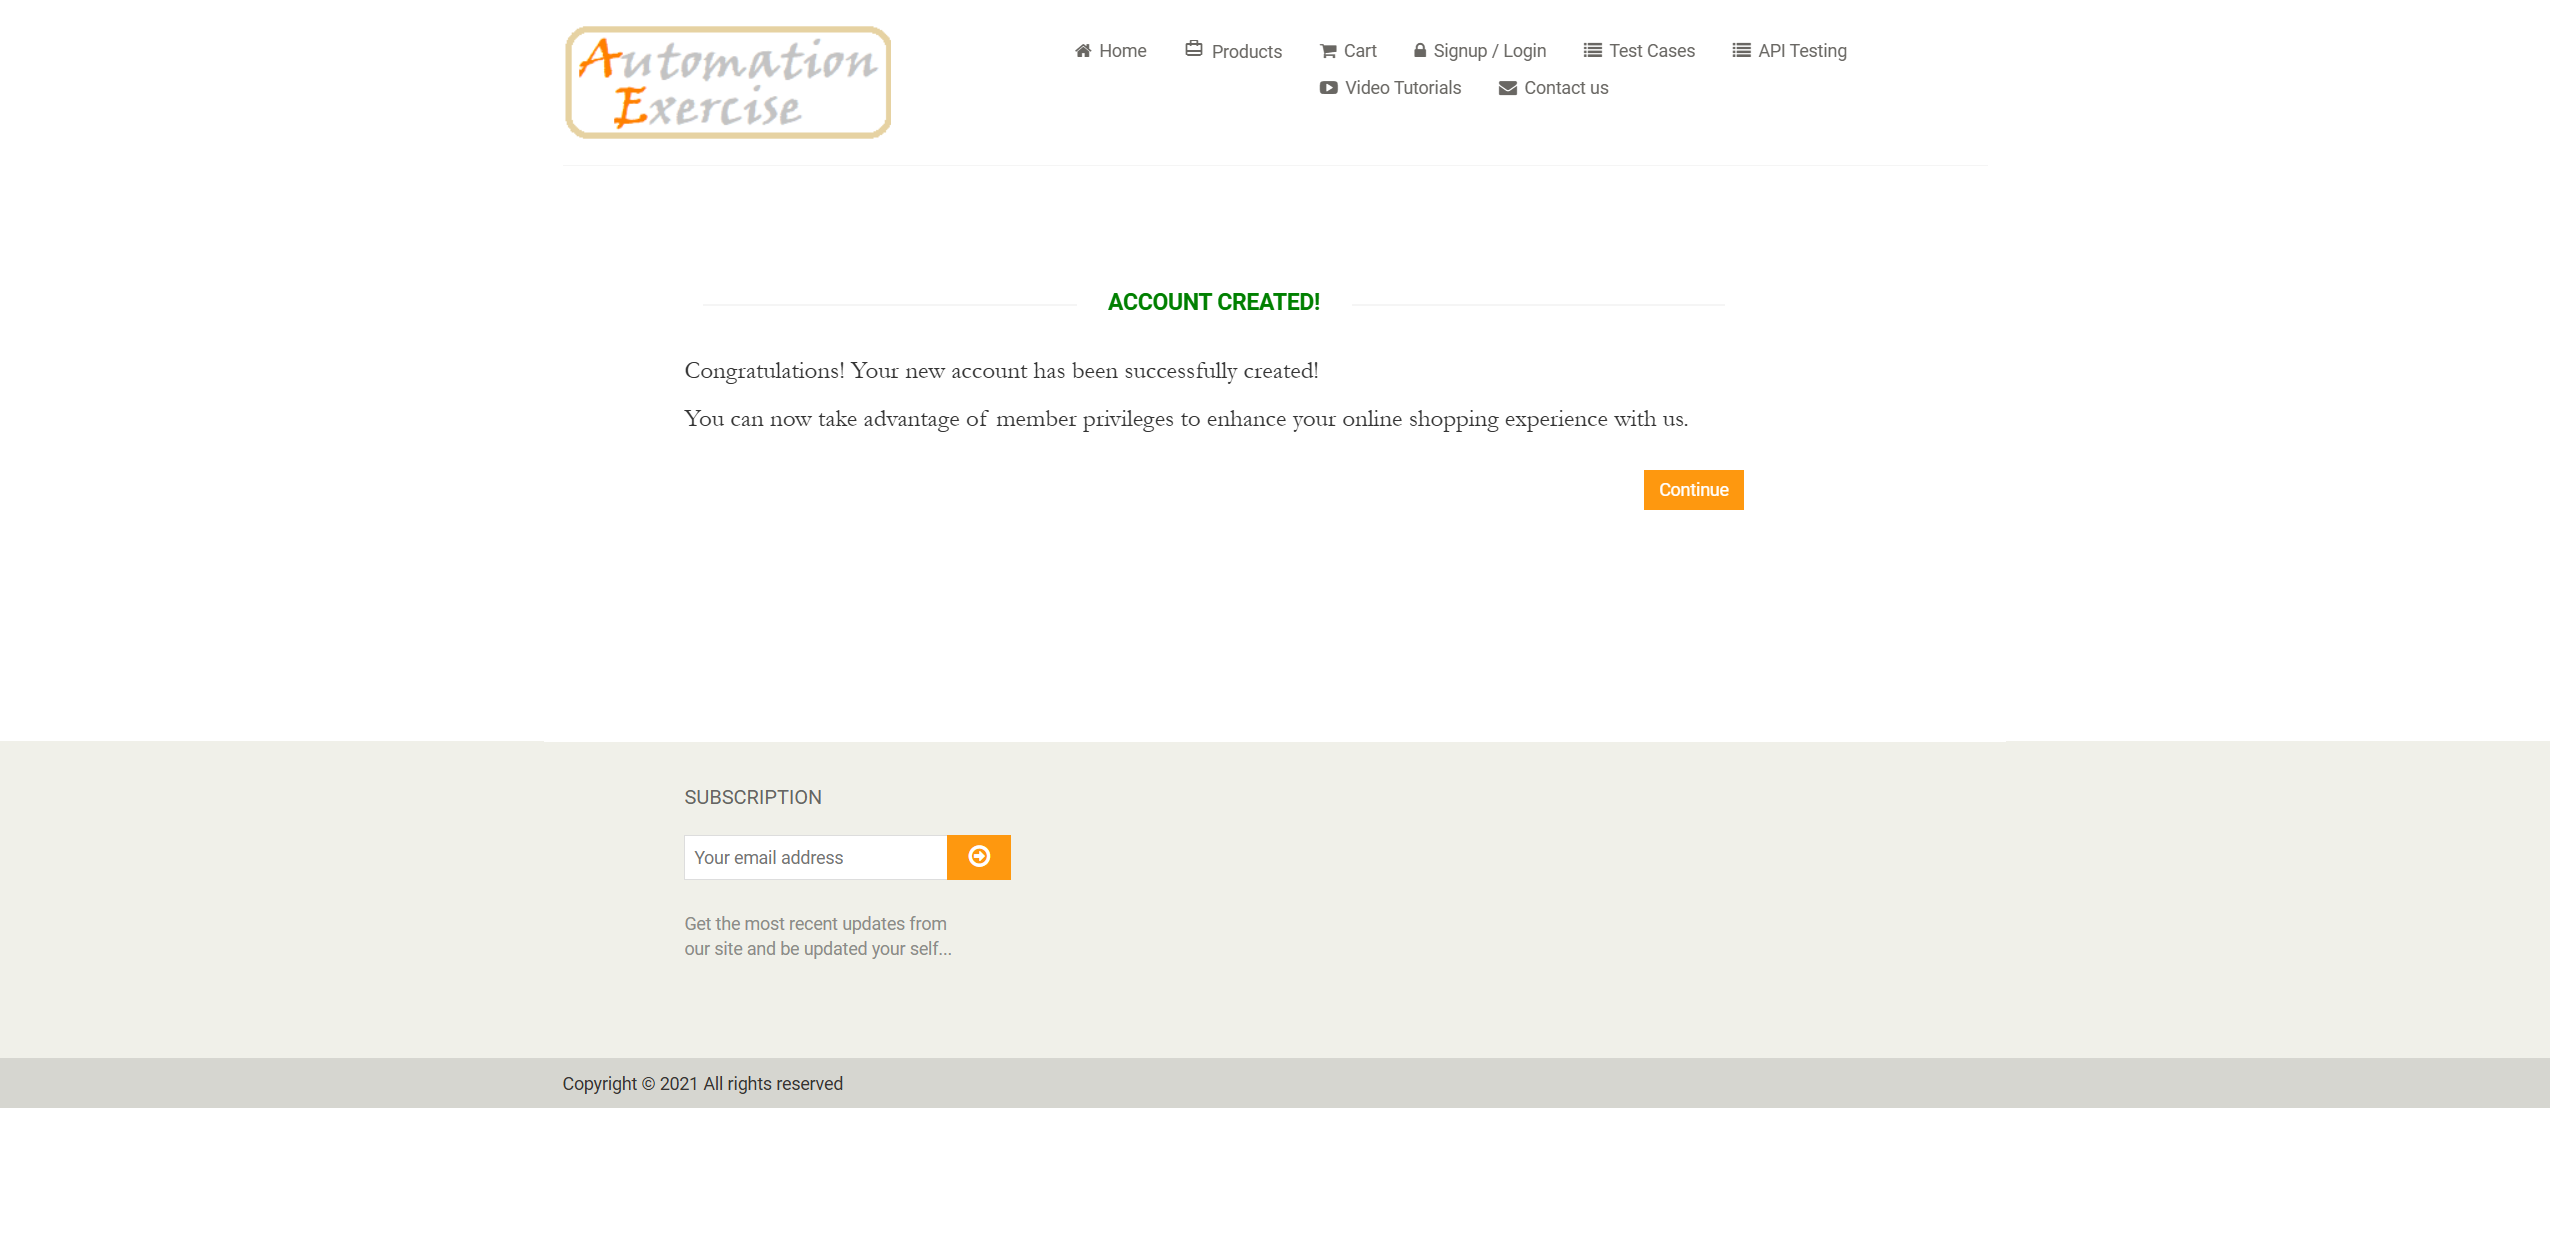 Automation
Exercise
Home Products Cart Signup / Login Test Cases API Testing
Video Tutorials Contact us
ACCOUNT CREATED!
Congratulations! Your new account has been successfully created!
You can now take advantage of member privileges to enhance your online shopping experience with us.
Continue
SUBSCRIPTION
Your email address
Get the most recent updates from
our site and be updated your self...
Copyright © 2021 All rights reserved